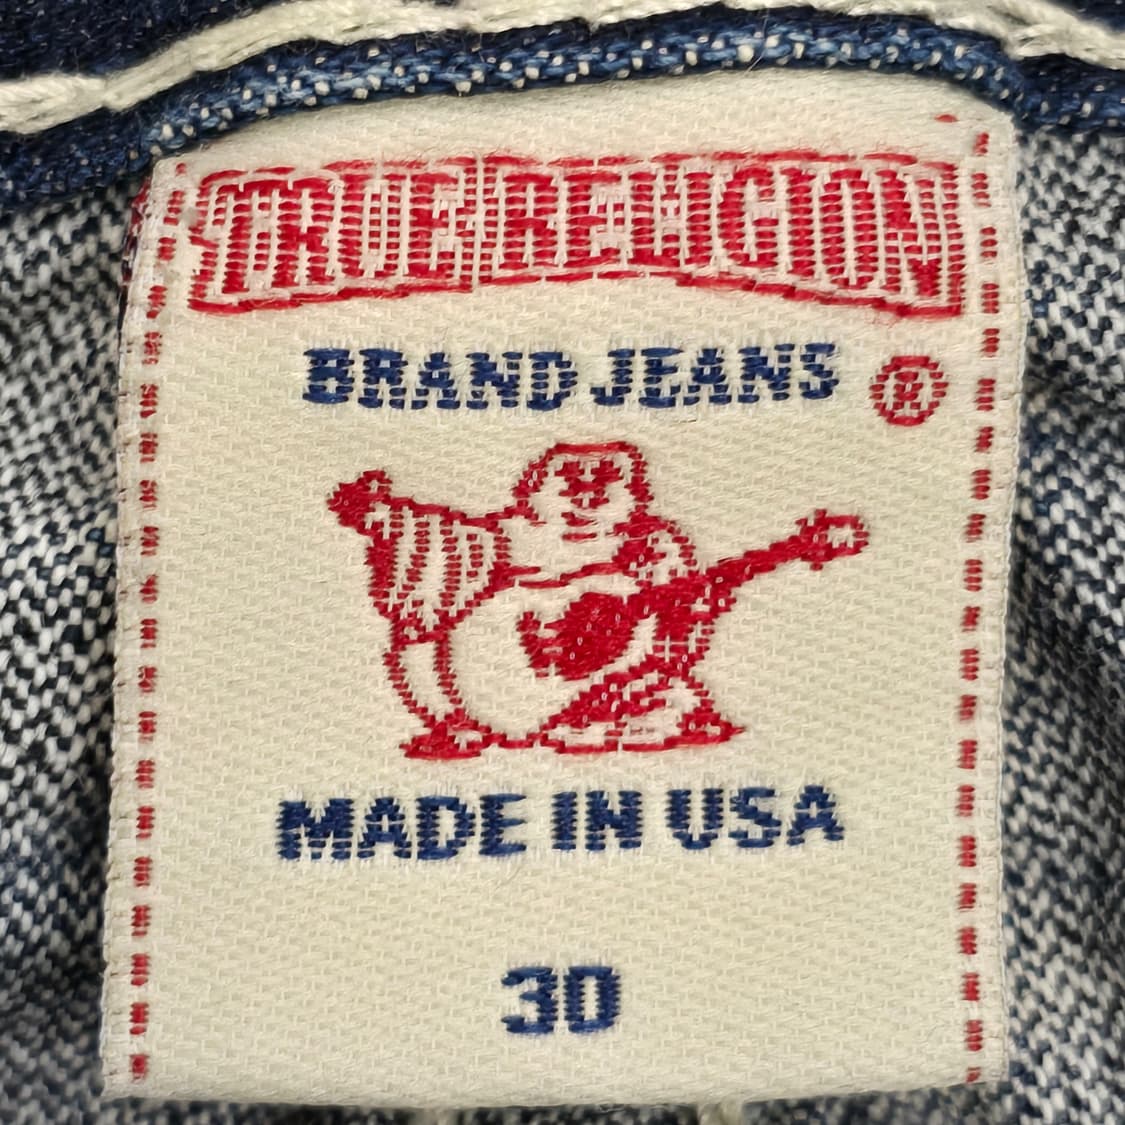 TRUE RELIGION
BRAND JEANS ®
MADE IN USA
30